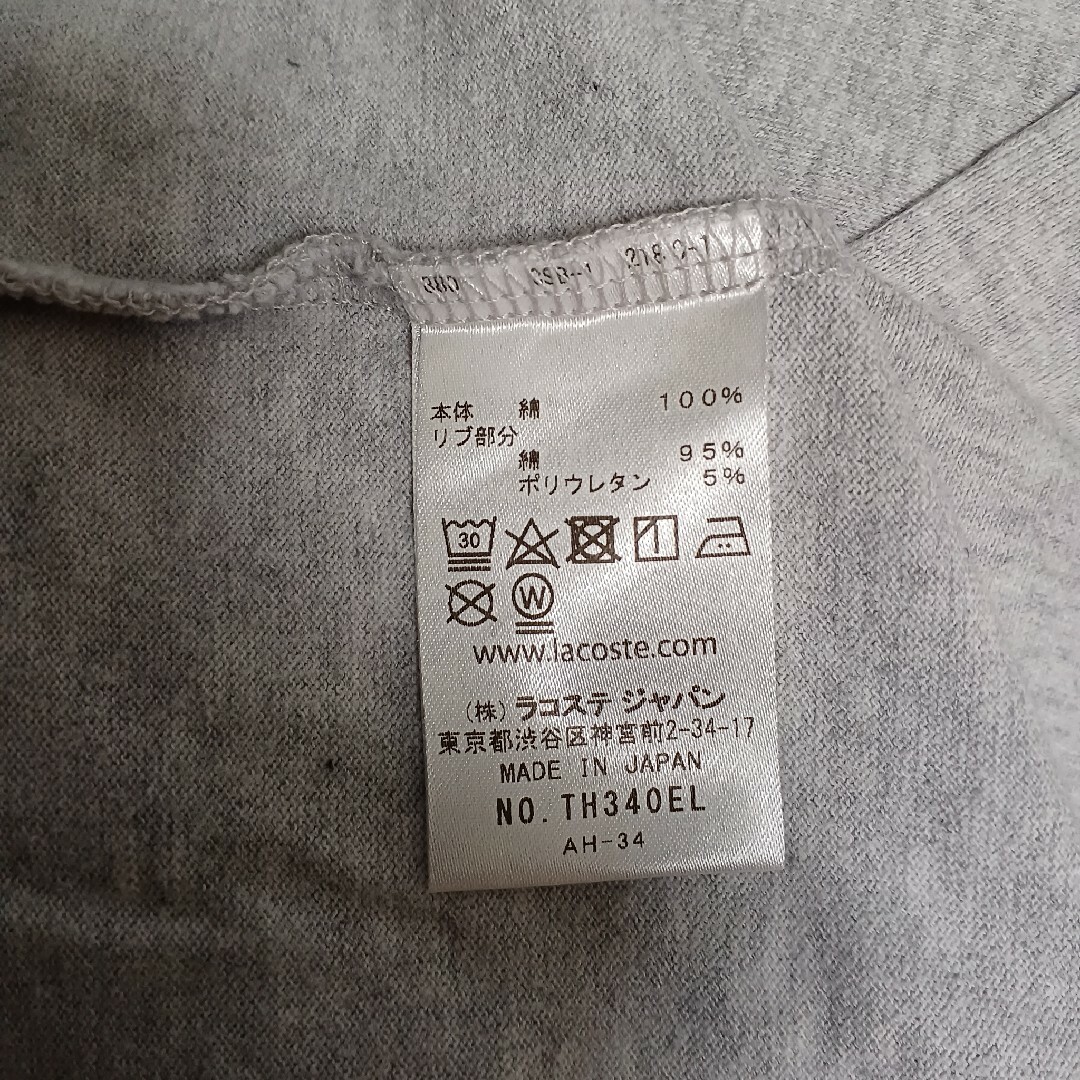 本体 綿 100%
リブ部分
綿 95%
ポリウレタン 5%
30
W
www.lacoste.com
(株) ラコステ ジャパン
東京都渋谷区神宮前2-34-17
MADE IN JAPAN
NO. TH340EL
AH-34